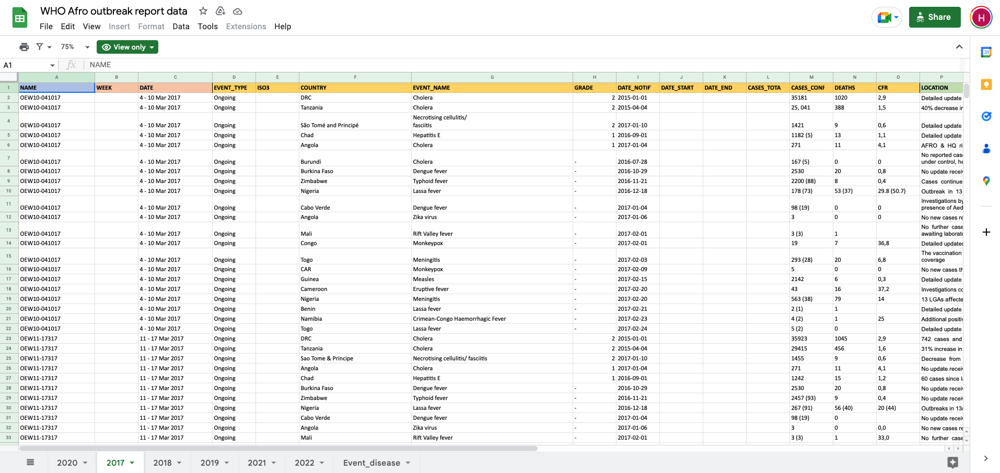 WHO Afro outbreak report data
File Edit View Insert Format Data Tools Extensions Help
Share
H
75% View only
A1 fx NAME
31
A B C D E F G H I J K L M N O P
1 NAME WEEK DATE EVENT_TYPE ISO3 COUNTRY EVENT_NAME GRADE DATE_NOTIF DATE_START DATE_END CASES_TOTA CASES_CONF DEATHS CFR LOCATION
2 OEW10-041017 4 - 10 Mar 2017 Ongoing DRC Cholera 2 2015-01-01 35181 1020 2,9 Detailed update
3 OEW10-041017 4 - 10 Mar 2017 Ongoing Tanzania Cholera 2 2015-04-04 25, 041 388 1,5 40% decrease in
Necrotising cellulitis/
4 OEW10-041017 4 - 10 Mar 2017 Ongoing São Tomé and Principé fasciitis 2 2017-01-10 1421 9 0,6 Detailed update
5 OEW10-041017 4 - 10 Mar 2017 Ongoing Chad Hepatitis E 1 2016-09-01 1182 (5) 13 1,1 Detailed update
6 OEW10-041017 4 - 10 Mar 2017 Ongoing Angola Cholera 1 2017-01-04 271 11 4,1 AFRO & HQ
No reported
7 OEW10-041017 4 - 10 Mar 2017 Ongoing Burundi Cholera - 2016-07-28 167 (5) 0 0 under control,
8 OEW10-041017 4 - 10 Mar 2017 Ongoing Burkina Faso Dengue fever - 2016-10-29 2530 20 0,8 No update
9 OEW10-041017 4 - 10 Mar 2017 Ongoing Zimbabwe Typhoid fever - 2016-11-21 2200 (88) 8 0,4 Cases continue
10 OEW10-041017 4 - 10 Mar 2017 Ongoing Nigeria Lassa fever - 2016-12-18 178 (73) 53 (37) 29.8 (50.7) Outbreak in 13
Investigations by
11 OEW10-041017 4 - 10 Mar 2017 Ongoing Cabo Verde Dengue fever - 2017-01-04 98 (19) 0 0 presence of Aed
12 OEW10-041017 4 - 10 Mar 2017 Ongoing Angola Zika virus - 2017-01-06 3 0 0 No new cases re
No further case
13 OEW10-041017 4 - 10 Mar 2017 Ongoing Mali Rift Valley fever - 2017-02-01 3 (3) 1 awaiting laborato
14 OEW10-041017 4 - 10 Mar 2017 Ongoing Congo Monkeypox - 2017-02-01 19 7 36,8 Detailed updated
The vaccination
15 OEW10-041017 4 - 10 Mar 2017 Ongoing Togo Meningitis - 2017-02-03 293 (28) 20 6,8 coverage
16 OEW10-041017 4 - 10 Mar 2017 Ongoing CAR Monkeypox - 2017-02-09 5 0 0 No new cases th
17 OEW10-041017 4 - 10 Mar 2017 Ongoing Guinea Measles - 2017-02-15 2142 6 0,3 Detailed update
18 OEW10-041017 4 - 10 Mar 2017 Ongoing Cameroon Eruptive fever - 2017-02-20 43 16 37,2 Investigations co
19 OEW10-041017 4 - 10 Mar 2017 Ongoing Nigeria Meningitis - 2017-02-20 563 (38) 79 14 13 LGAs affecte
20 OEW10-041017 4 - 10 Mar 2017 Ongoing Benin Lassa fever - 2017-02-21 2 (1) 1 Detailed update
21 OEW10-041017 4 - 10 Mar 2017 Ongoing Namibia Crimean-Congo Haemorrhagic Fever - 2017-02-23 4 (2) 1 25 Additional positiv
22 OEW10-041017 4 - 10 Mar 2017 Ongoing Togo Lassa fever - 2017-02-24 5 (2) 0 Detailed update
23 OEW11-17317 11 - 17 Mar 2017 Ongoing DRC Cholera 2 2015-01-01 35923 1045 2,9 742 cases and
24 OEW11-17317 11 - 17 Mar 2017 Ongoing Tanzania Cholera 2 2015-04-04 29415 456 1,6 31% increase in
25 OEW11-17317 11 - 17 Mar 2017 Ongoing Sao Tome & Principe Necrotising cellulitis/ fasciitis 2 2017-01-10 1455 9 0,6 Decrease from
26 OEW11-17317 11 - 17 Mar 2017 Ongoing Angola Cholera 1 2017-01-04 271 11 4,1 No update
27 OEW11-17317 11 - 17 Mar 2017 Ongoing Chad Hepatitis E 1 2016-09-01 1242 15 1,2 60 cases since
28 OEW11-17317 11 - 17 Mar 2017 Ongoing Burkina Faso Dengue fever - 2016-10-29 2530 20 0,8 No update
29 OEW11-17317 11 - 17 Mar 2017 Ongoing Zimbabwe Typhoid fever - 2016-11-21 2457 (93) 9 0,4 No update
30 OEW11-17317 11 - 17 Mar 2017 Ongoing Nigeria Lassa fever - 2016-12-18 267 (91) 56 (40) 20 (44) Outbreaks in 13/
31 OEW11-17317 11 - 17 Mar 2017 Ongoing Cabo Verde Dengue fever - 2017-01-04 98 (19) 0 No update
32 OEW11-17317 11 - 17 Mar 2017 Ongoing Angola Zika virus - 2017-01-06 3 0 0,0 No new cases re
33 OEW11-17317 11 - 17 Mar 2017 Ongoing Mali Rift Valley fever - 2017-02-01 3 (3) 1 33,0 No further case
2020 2017 2018 2019 2021 2022 Event_disease